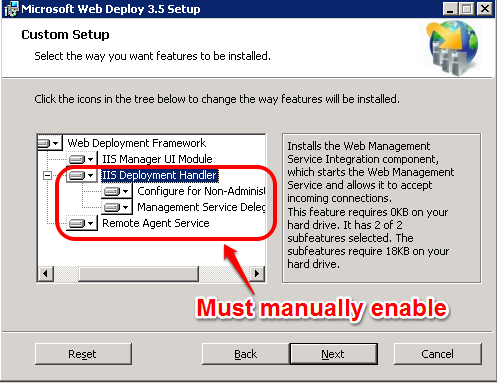 Microsoft Web Deploy 3.5 Setup
Custom Setup
Select the way you want features to be installed.
Click the icons in the tree below to change the way features will be installed.
Web Deployment Framework
IIS Manager UI Module
IIS Deployment Handler
Configure for Non-Administ
Management Service Deleg
Remote Agent Service
Installs the Web Management
Service Integration component,
which starts the Web Management
Service and allows it to accept
incoming connections.
This feature requires 0KB on your
hard drive. It has 2 of 2
subfeatures selected. The
subfeatures require 18KB on your
hard drive.
Must manually enable
Reset
Back
Next
Cancel